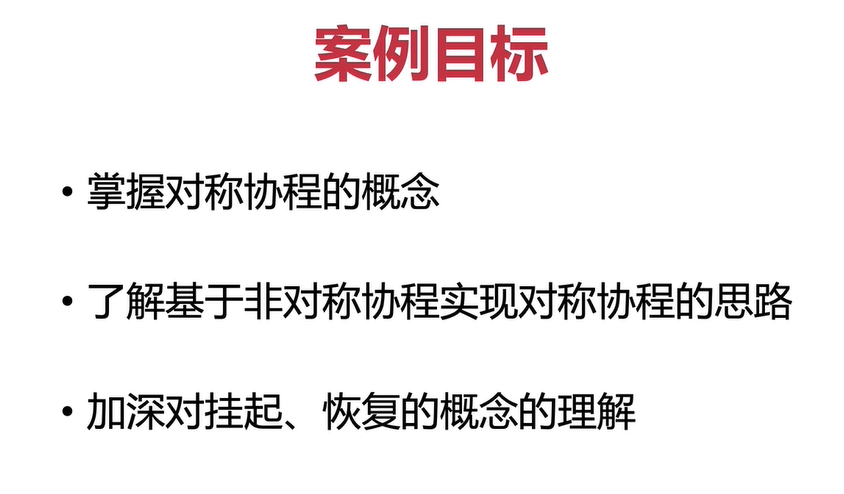 案例目标
• 掌握对称协程的概念
• 了解基于非对称协程实现对称协程的思路
• 加深对挂起、恢复的概念的理解